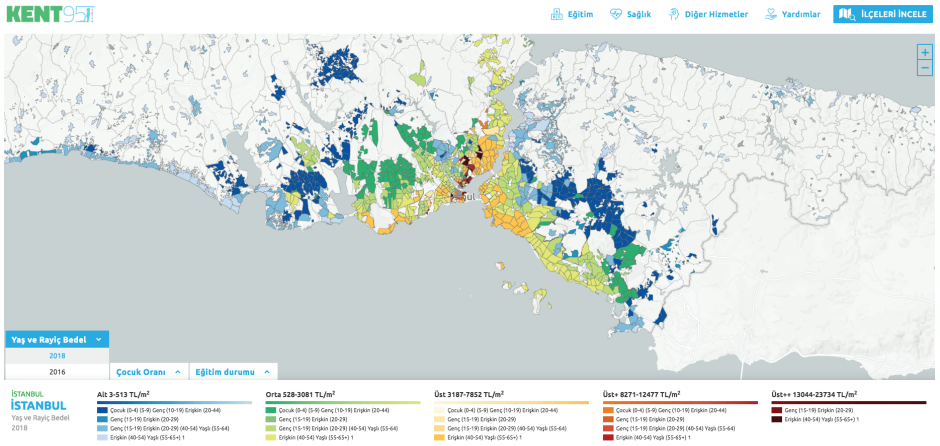 KENT95
Eğitim
Sağlık
Diğer Hizmetler
Yardımlar
İLÇELERİ İNCELE
+
−
Yaş ve Rayiç Bedel
2018
2016
Çocuk Oranı
Eğitim durumu
İSTANBUL
İSTANBUL
Yaş ve Rayiç Bedel
2018
Alt 3-513 TL/m²
Çocuk (0-4) (5-9) Genç (10-19) Erişkin (20-44)
Genç (15-19) Erişkin (20-29)
Genç (15-19) Erişkin (20-29) (40-54) Yaşlı (55-64)
Erişkin (40-54) Yaşlı (55-65+) 1
Orta 528-3081 TL/m²
Çocuk (0-4) (5-9) Genç (10-19) Erişkin (20-44)
Genç (15-19) Erişkin (20-29)
Genç (15-19) Erişkin (20-29) (40-54) Yaşlı (55-64)
Erişkin (40-54) Yaşlı (55-65+) 1
Üst 3187-7852 TL/m²
Çocuk (0-4) (5-9) Genç (10-19) Erişkin (20-44)
Genç (15-19) Erişkin (20-29)
Genç (15-19) Erişkin (20-29) (40-54) Yaşlı (55-64)
Erişkin (40-54) Yaşlı (55-65+) 1
Üst+ 8271-12477 TL/m²
Çocuk (0-4) (5-9) Genç (10-19) Erişkin (20-44)
Genç (15-19) Erişkin (20-29)
Genç (15-19) Erişkin (20-29) (40-54) Yaşlı (55-64)
Erişkin (40-54) Yaşlı (55-65+) 1
Üst++ 13044-23734 TL/m²
Genç (15-19) Erişkin (20-29)
Erişkin (40-54) Yaşlı (55-65+) 1